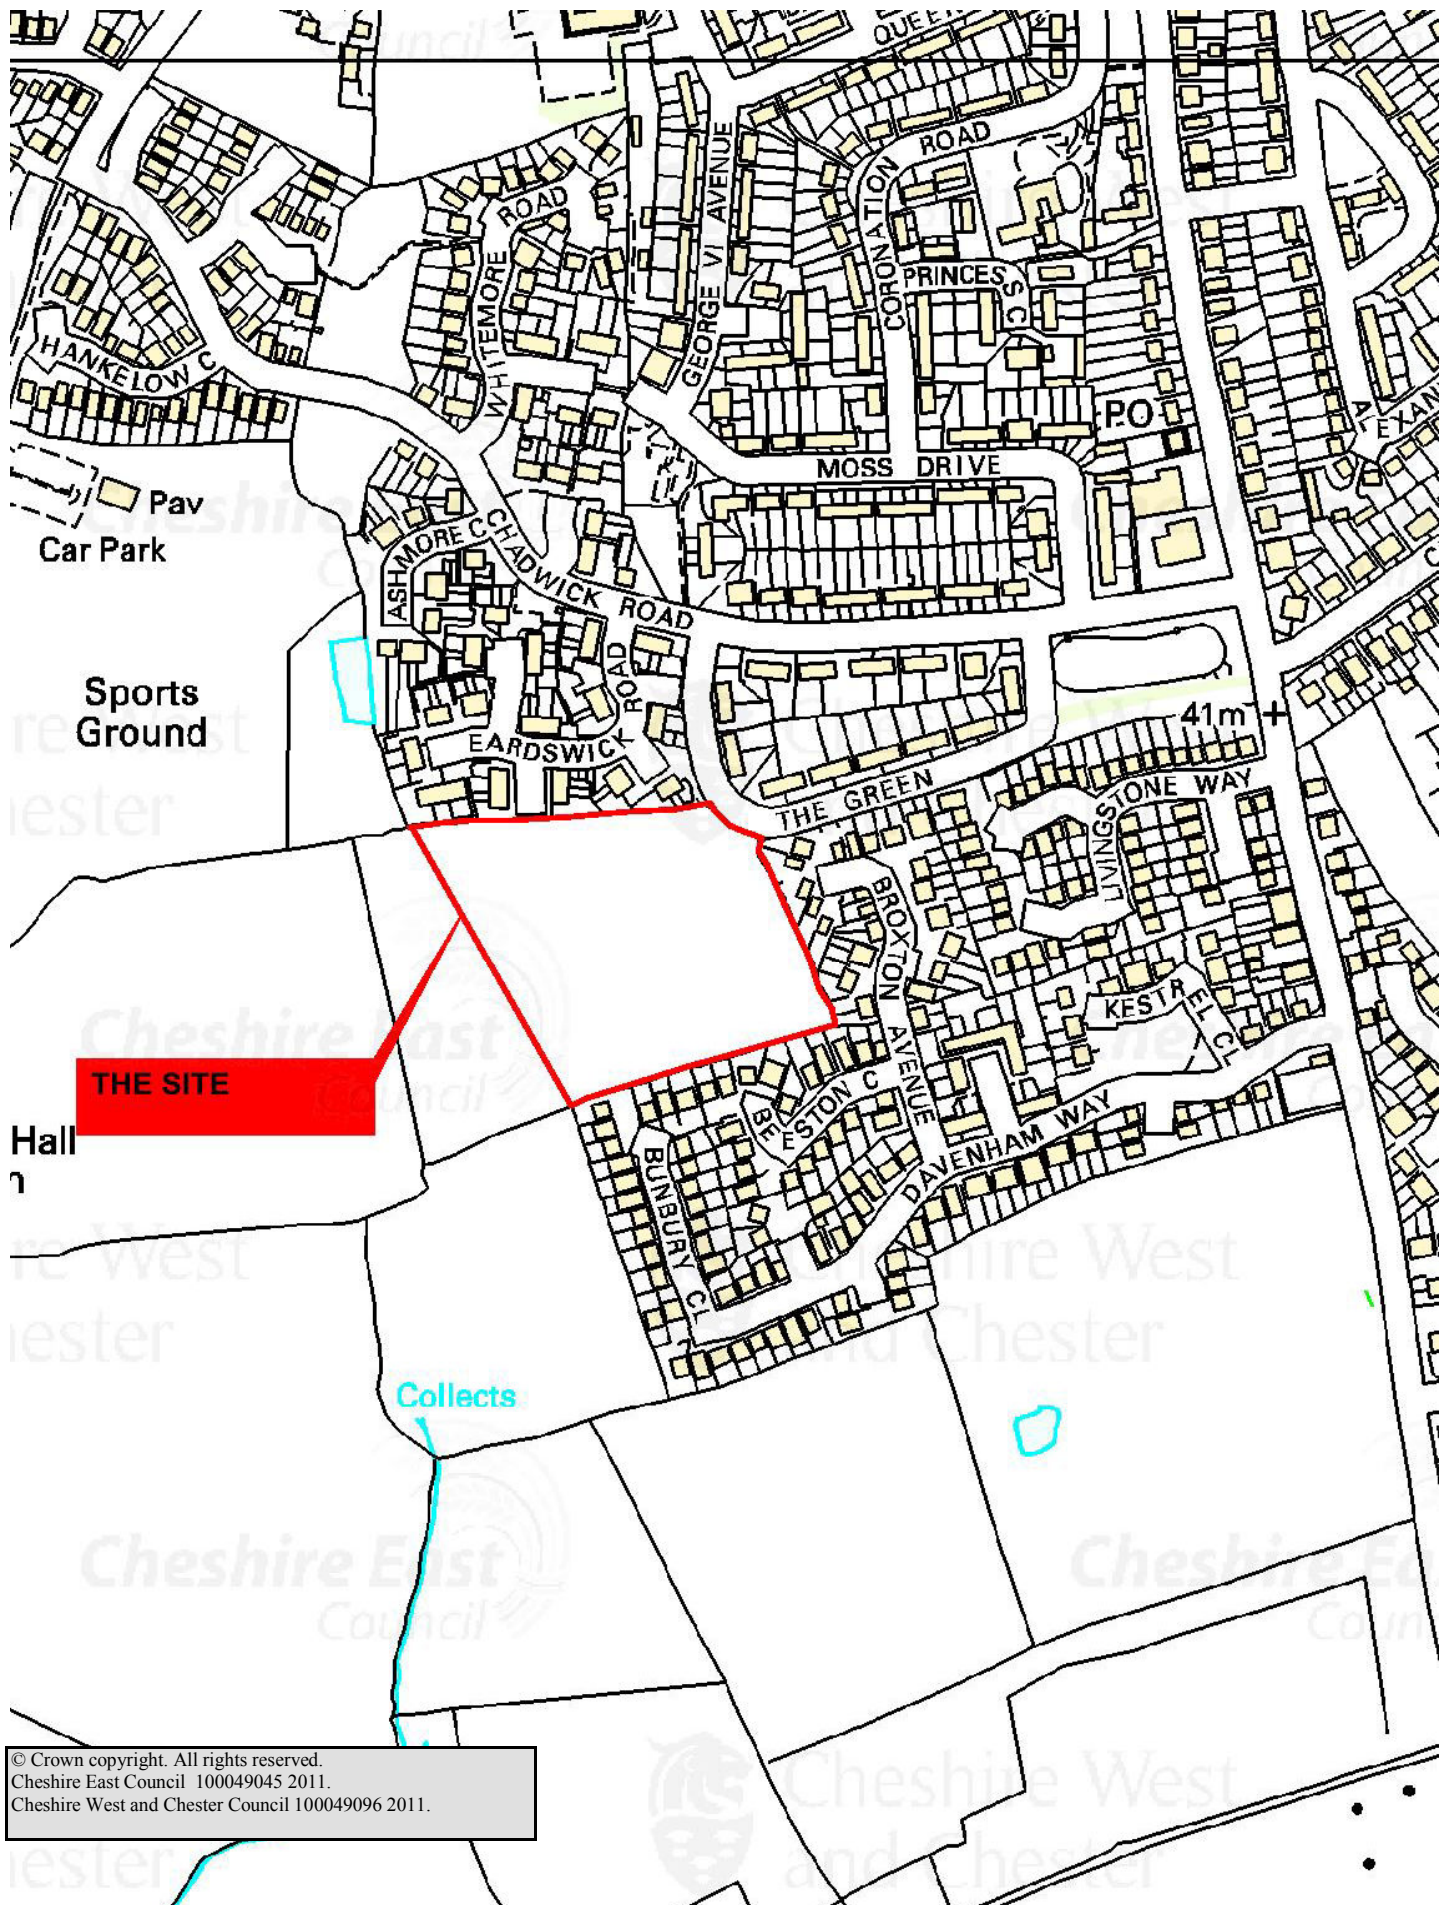 QUEE
ROAD
CORONATION
GEORGE VI AVENUE
ROAD
WHITEMORE
PRINCES S CL
HANKELOW C
PO
ALEXAN
MOSS DRIVE
Pav
Car Park
ASHMORE C
CHADWICK ROAD
Sports
Ground
ROAD
EARDSWICK
41m
THE GREEN
LIVINGSTONE WAY
BROXTON AVENUE
KESTREL CL
THE SITE
Hall
n
BEESTON C
DAVENHAM WAY
BUNBURY CL
Collects
Cheshire East
Council
Cheshire West
and Chester
© Crown copyright. All rights reserved.
Cheshire East Council 100049045 2011.
Cheshire West and Chester Council 100049096 2011.